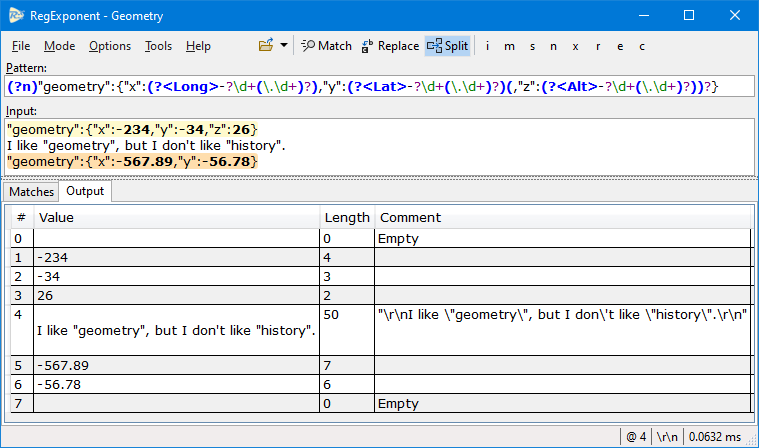 RegExponent - Geometry
File Mode Options Tools Help Match Replace Split i m s n x r e c
Pattern:
(?n)"geometry":{"x":(?<Long>-?\d+(\.\d+)?),"y":(?<Lat>-?\d+(\.\d+)?)(,"z":(?<Alt>-?\d+(\.\d+)?))?}
Input:
"geometry":{"x":-234,"y":-34,"z":26}
I like "geometry", but I don't like "history".
"geometry":{"x":-567.89,"y":-56.78}
Matches Output
# Value Length Comment
0 0 Empty
1 -234 4
2 -34 3
3 26 2
4 50 "\r\nI like \"geometry\", but I don\'t like \"history\".\r\n"
I like "geometry", but I don't like "history".
5 -567.89 7
6 -56.78 6
7 0 Empty
@ 4 \r\n 0.0632 ms